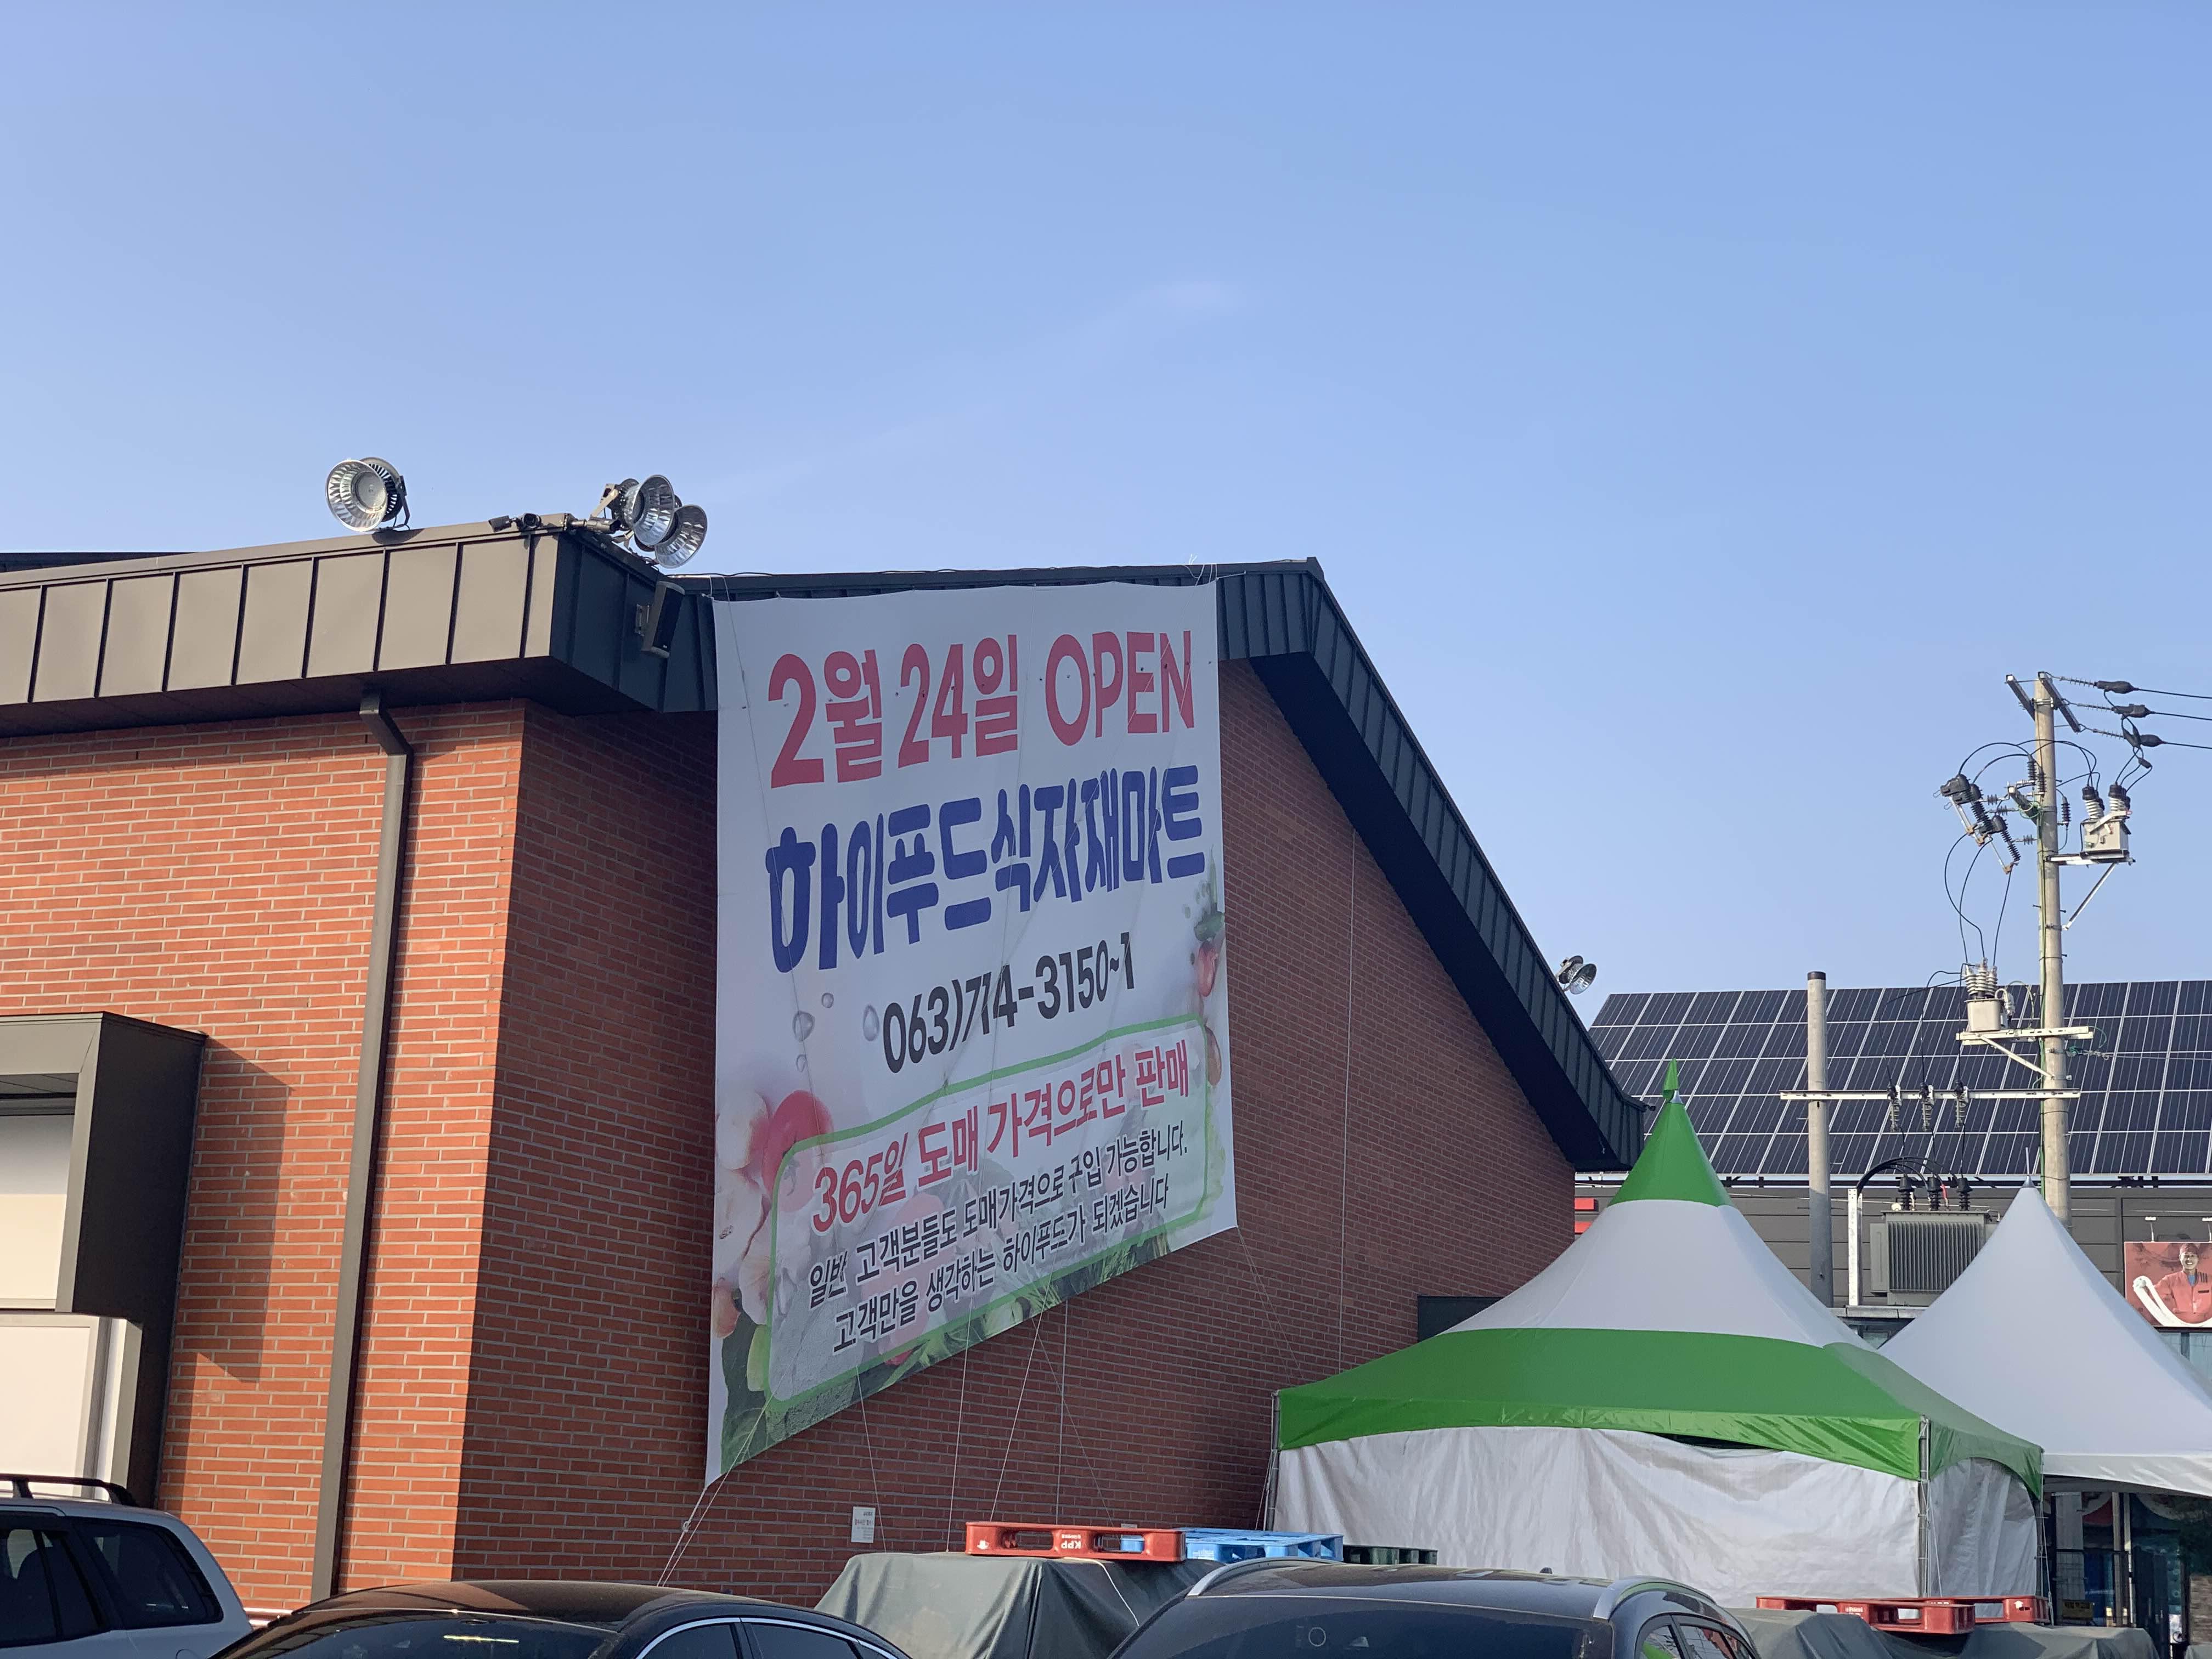 2월 24일 OPEN
하이푸드식자재마트
063)714-3150~1
365일 도매 가격으로만 판매
일반 고객분들도 도매가격으로 구입 가능합니다.
고객만을 생각하는 하이푸드가 되겠습니다
KPP